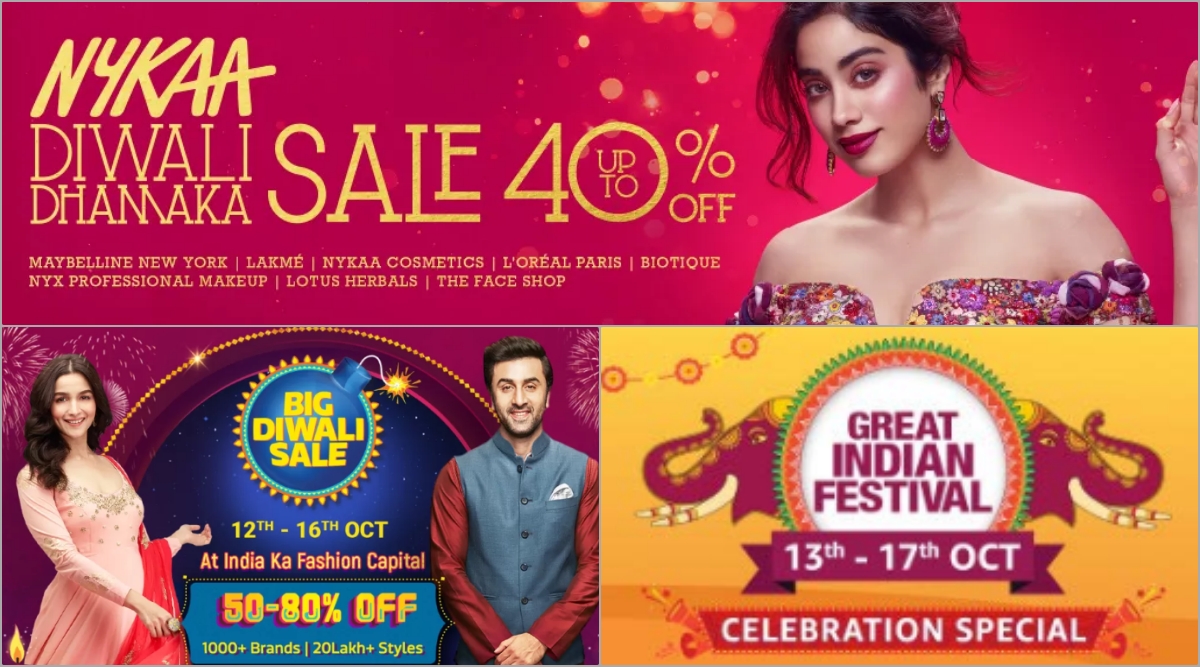 NYKAA
DIWALI
DHAMAKA
SALE 40 UP TO % OFF
MAYBELLINE NEW YORK | LAKMÉ | NYKAA COSMETICS | L'ORÉAL PARIS | BIOTIQUE
NYX PROFESSIONAL MAKEUP | LOTUS HERBALS | THE FACE SHOP
BIG
DIWALI
SALE
12TH - 16TH OCT
At India Ka Fashion Capital
50-80% OFF
1000+ Brands | 20Lakh+ Styles
GREAT
INDIAN
FESTIVAL
13th - 17th OCT
CELEBRATION SPECIAL